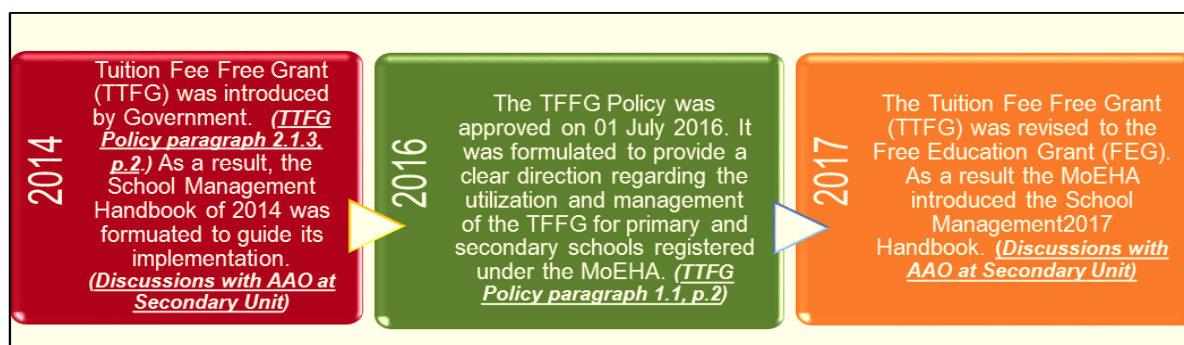 2014
Tuition Fee Free Grant
(TTFG) was introduced
by Government. (TTFG
Policy paragraph 2.1.3,
p.2.) As a result, the
School Management
Handbook of 2014 was
formuated to guide its
implementation.
(Discussions with AAO at
Secondary Unit)
2016
The TFFG Policy was
approved on 01 July 2016. It
was formulated to provide a
clear direction regarding the
utilization and management
of the TFFG for primary and
secondary schools registered
under the MoEHA. (TTFG
Policy paragraph 1.1, p.2)
2017
The Tuition Fee Free Grant
(TTFG) was revised to the
Free Education Grant (FEG).
As a result the MoEHA
introduced the School
Management2017
Handbook. (Discussions with
AAO at Secondary Unit)